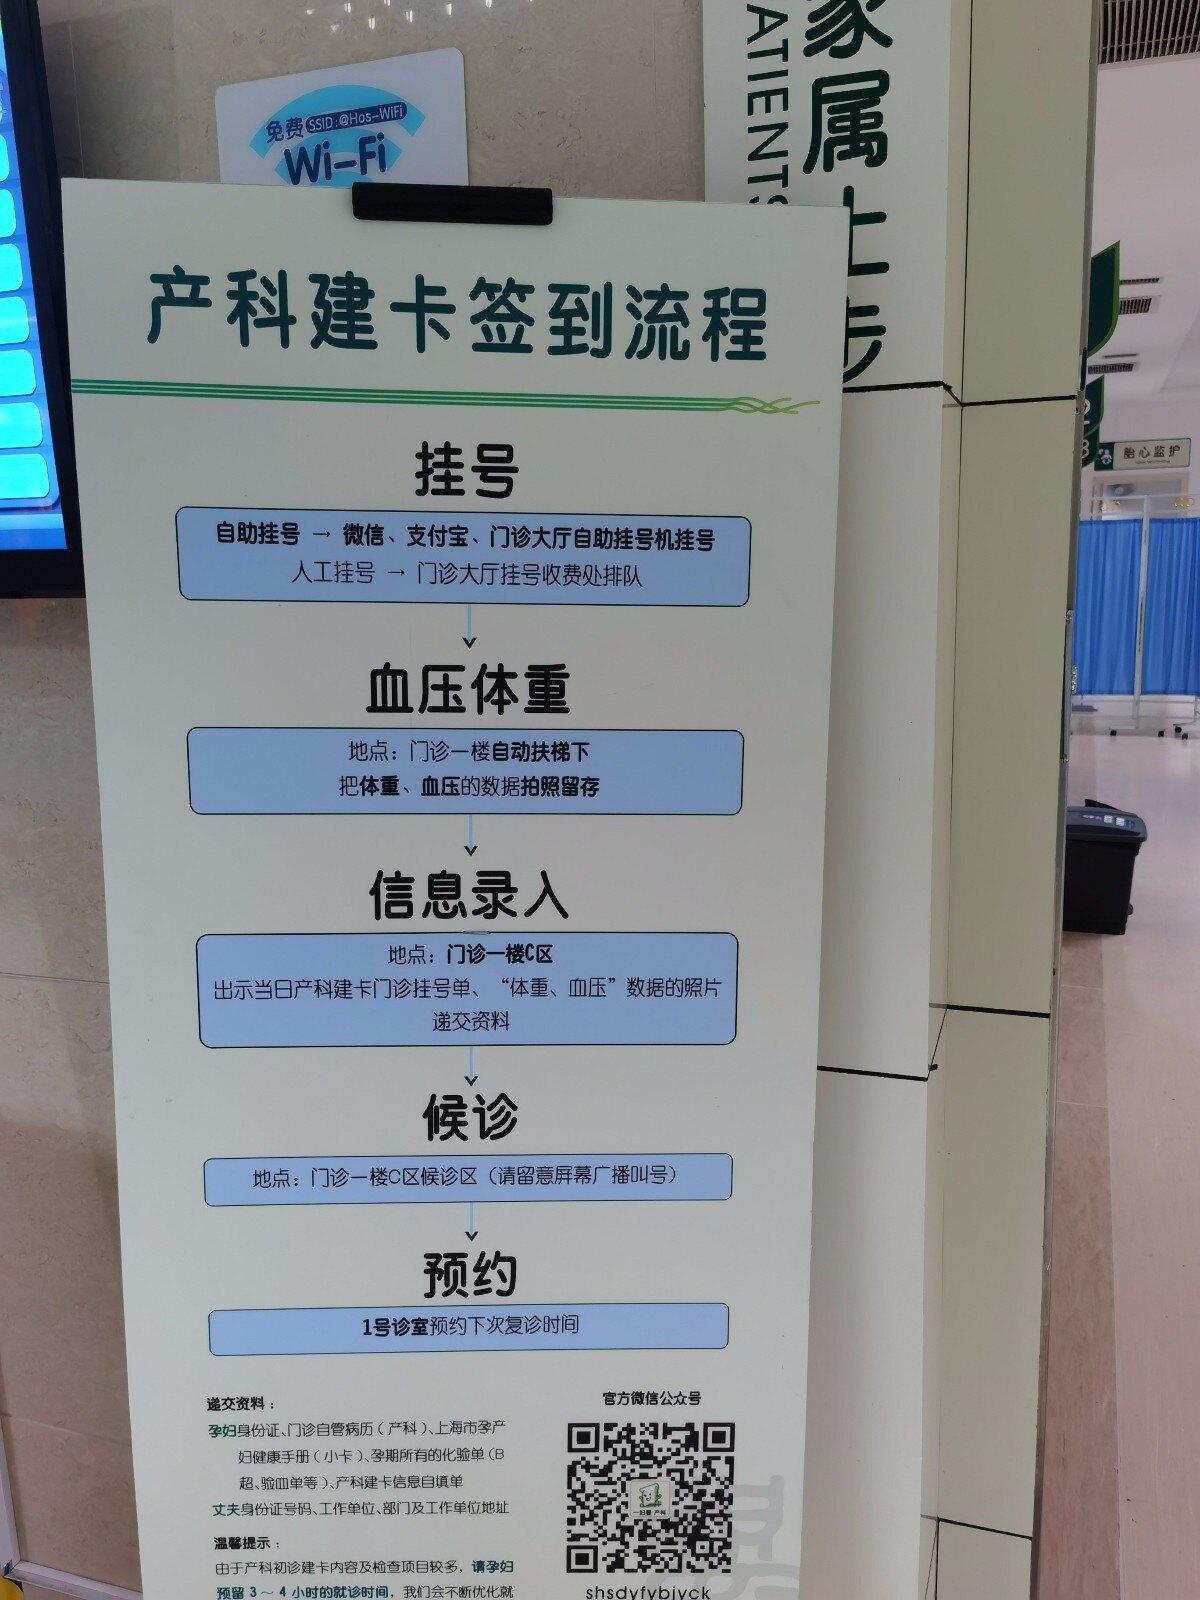 免费 SSID:@Hos-WiFi
Wi-Fi
家属止步
ATIENTS
胎心监护
产科建卡签到流程
挂号
自助挂号 → 微信、支付宝、门诊大厅自助挂号机挂号
人工挂号 → 门诊大厅挂号收费处排队
血压体重
地点：门诊一楼自动扶梯下
把体重、血压的数据拍照留存
信息录入
地点：门诊一楼C区
出示当日产科建卡门诊挂号单、“体重、血压”数据的照片
递交资料
候诊
地点：门诊一楼C区候诊区（请留意屏幕广播叫号）
预约
1号诊室预约下次复诊时间
递交资料：
孕妇身份证、门诊自管病历（产科）、上海市孕产
妇健康手册（小卡）、孕期所有的化验单（B
超、验血单等）、产科建卡信息自填单
丈夫身份证号码、工作单位、部门及工作单位地址
温馨提示：
由于产科初诊建卡内容及检查项目较多，请孕妇
预留 3～4 小时的就诊时间，我们会不断优化就
官方微信公众号
shsdyfybjyck